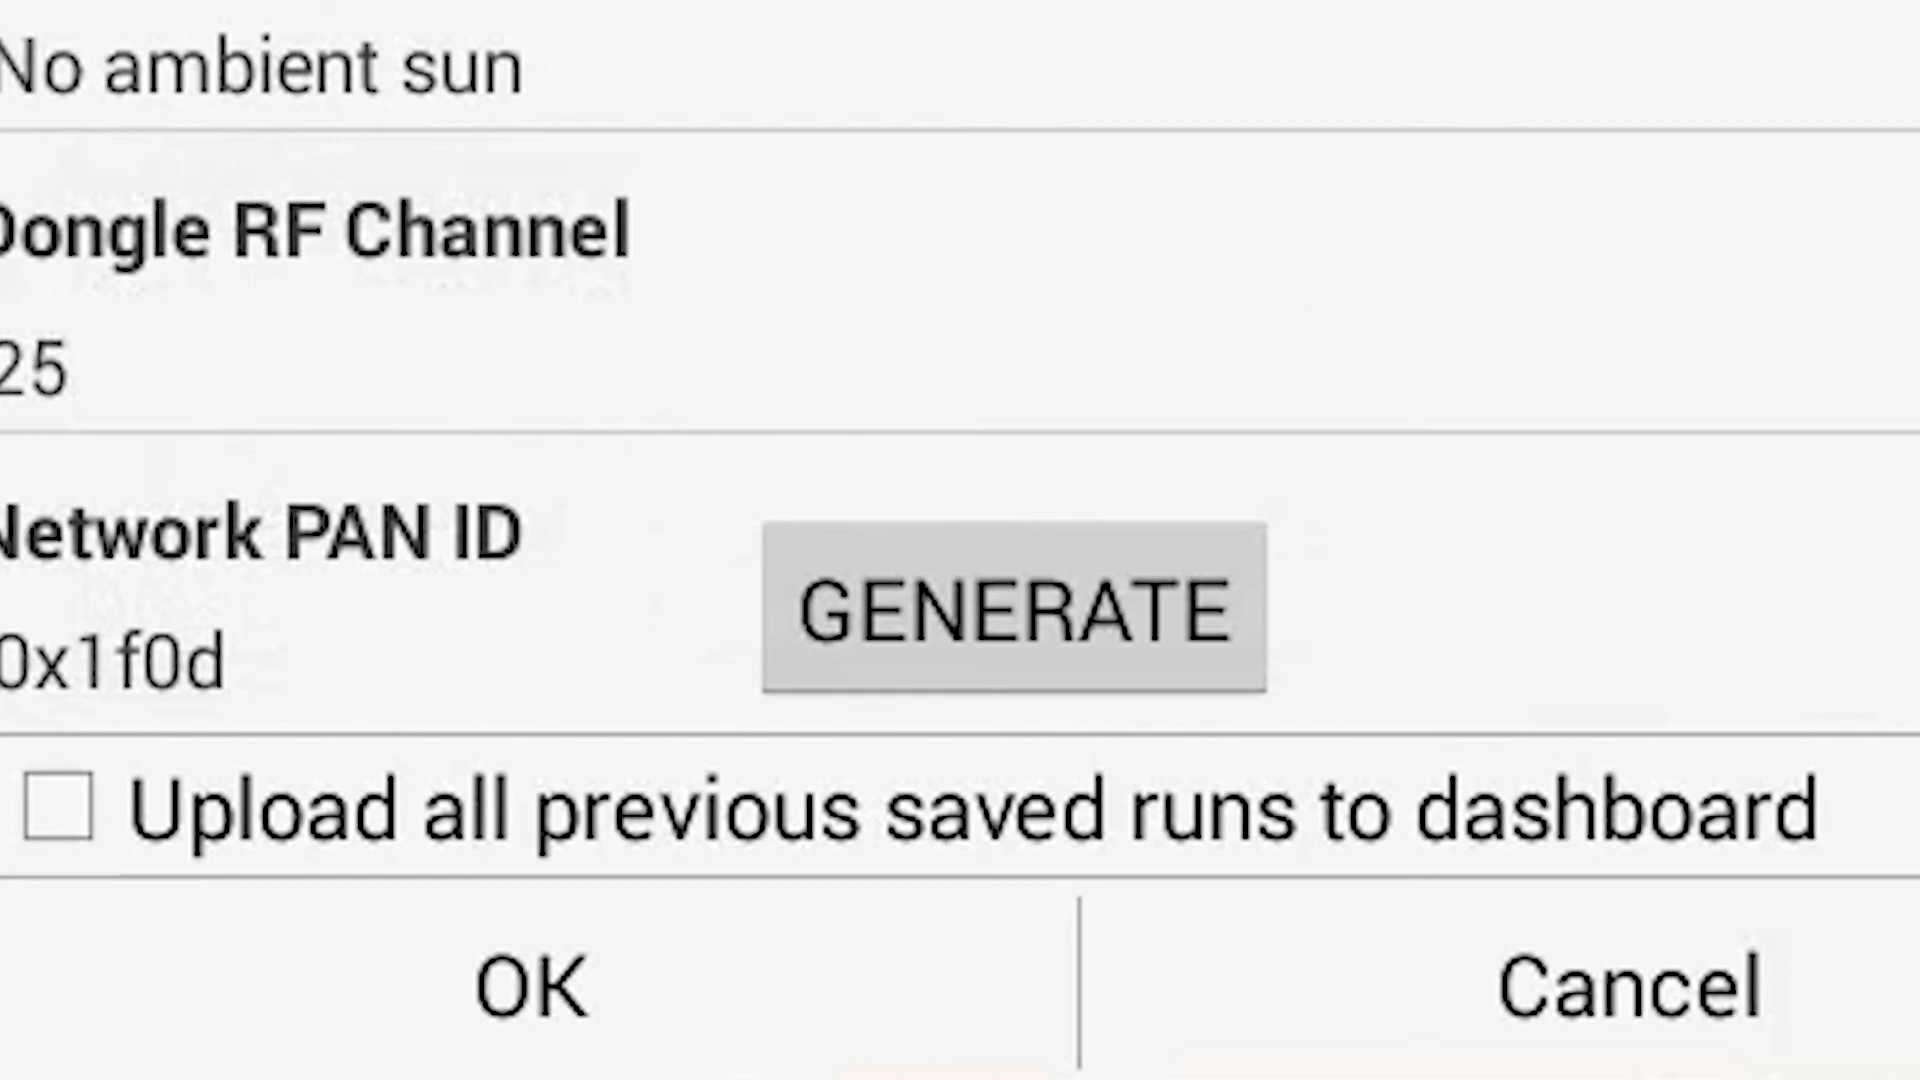 No ambient sun
Dongle RF Channel
25
Network PAN ID
GENERATE
0x1f0d
Upload all previous saved runs to dashboard
OK
Cancel